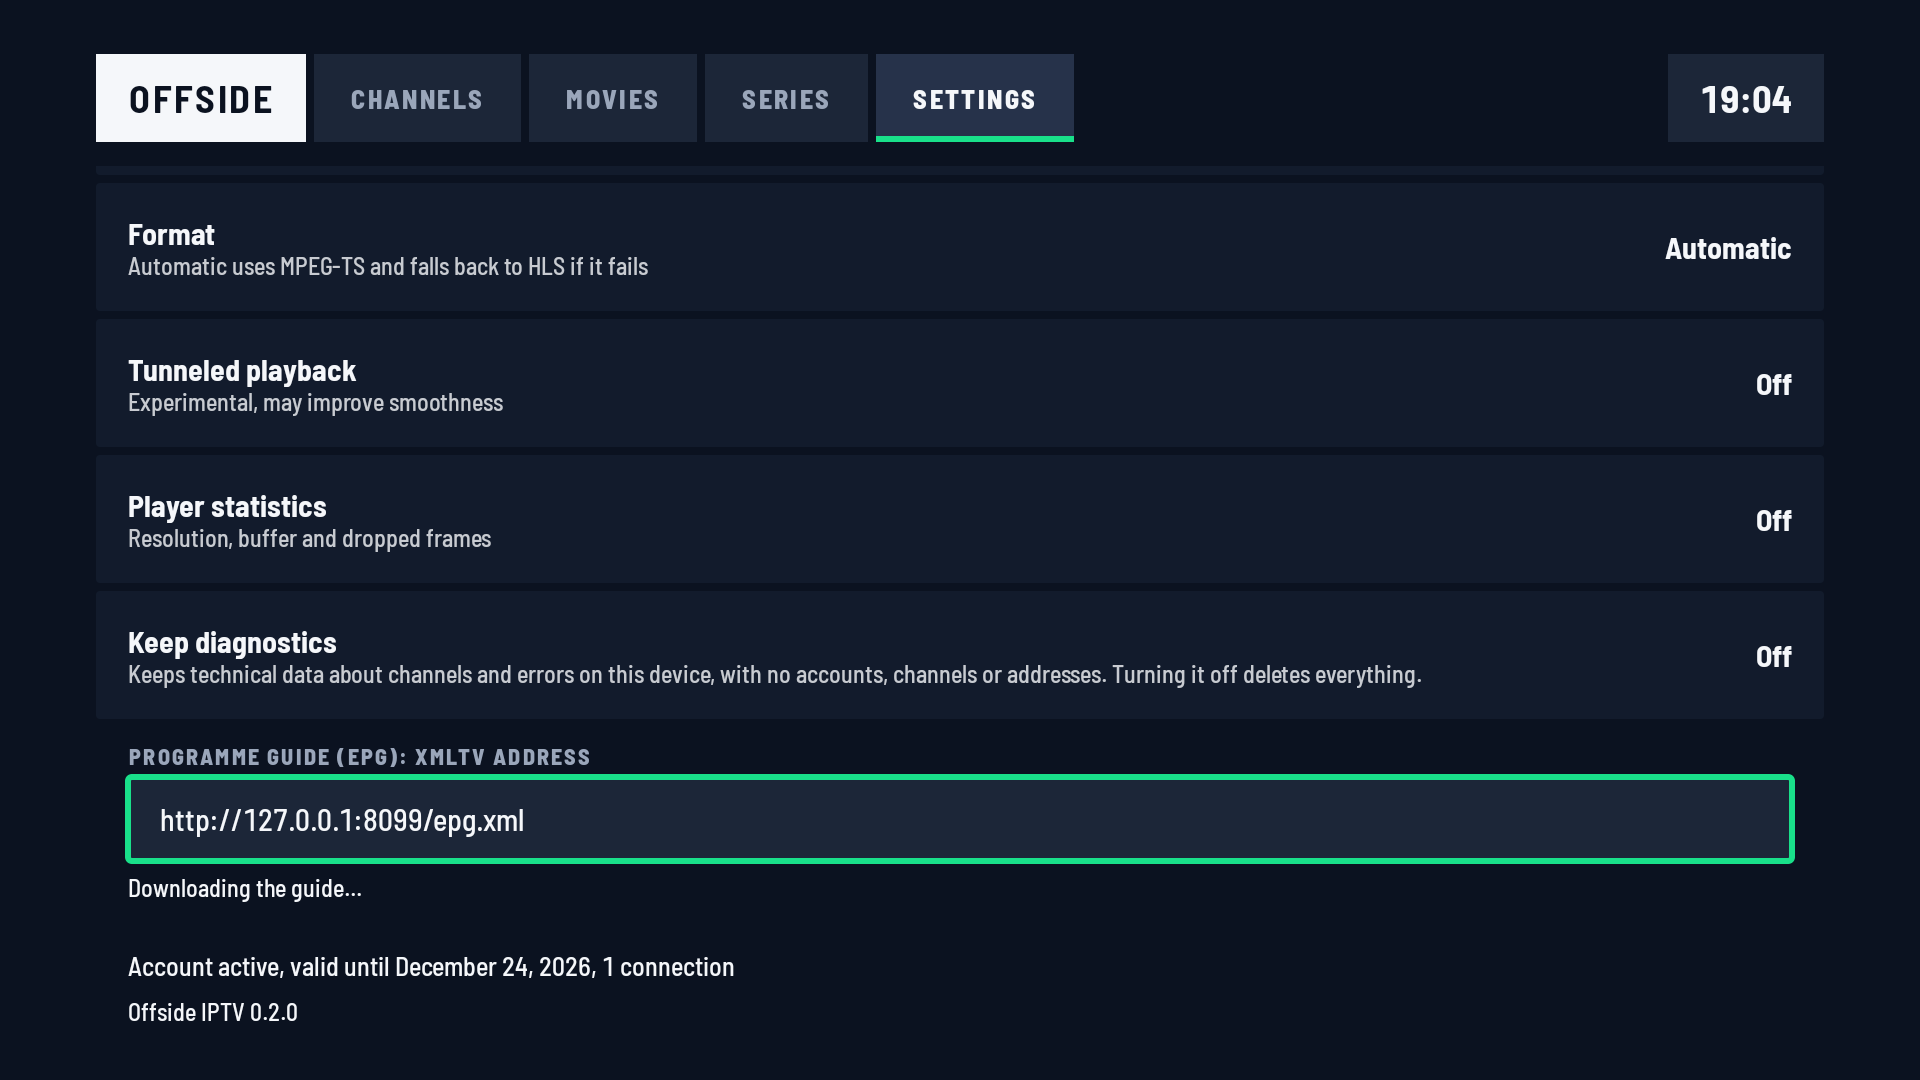 OFFSIDE
CHANNELS
MOVIES
SERIES
SETTINGS
19:04
Format
Automatic uses MPEG-TS and falls back to HLS if it fails
Automatic
Tunneled playback
Experimental, may improve smoothness
Off
Player statistics
Resolution, buffer and dropped frames
Off
Keep diagnostics
Keeps technical data about channels and errors on this device, with no accounts, channels or addresses. Turning it off deletes everything.
Off
PROGRAMME GUIDE (EPG): XMLTV ADDRESS
http://127.0.0.1:8099/epg.xml
Downloading the guide...
Account active, valid until December 24, 2026, 1 connection
Offside IPTV 0.2.0